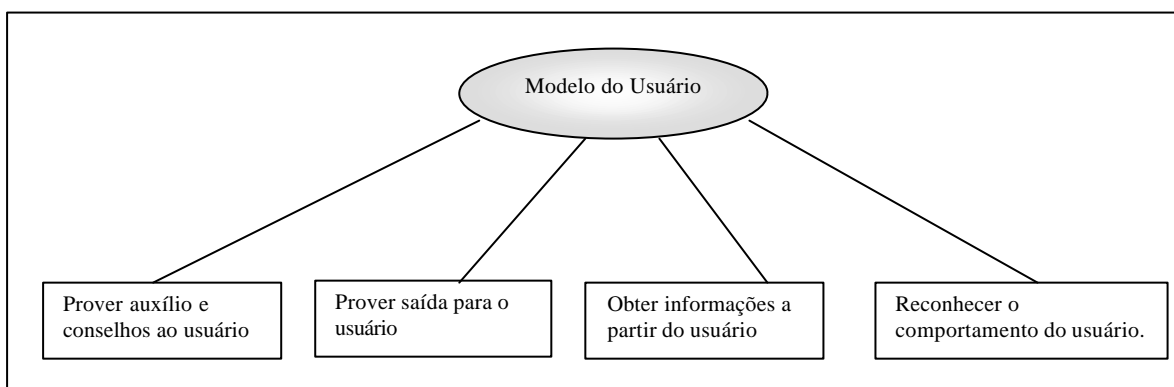 Modelo do Usuário
Prover auxílio e
conselhos ao usuário
Prover saída para o
usuário
Obter informações a
partir do usuário
Reconhecer o
comportamento do usuário.